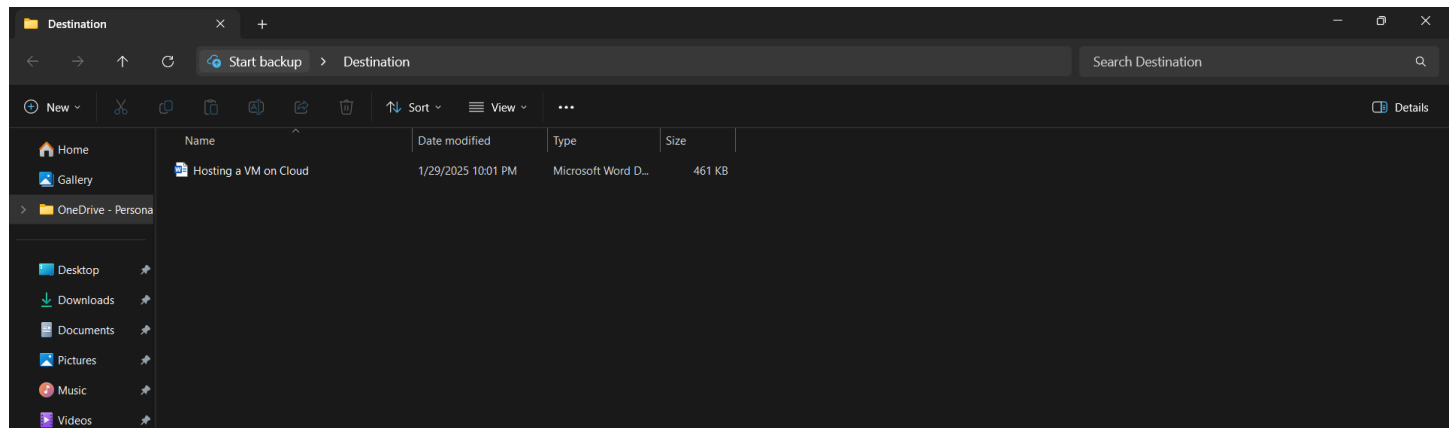 Destination
Start backup > Destination
Search Destination
New
Sort
View
Details
Name Date modified Type Size
Hosting a VM on Cloud 1/29/2025 10:01 PM Microsoft Word D... 461 KB
Home
Gallery
OneDrive - Persona
Desktop
Downloads
Documents
Pictures
Music
Videos